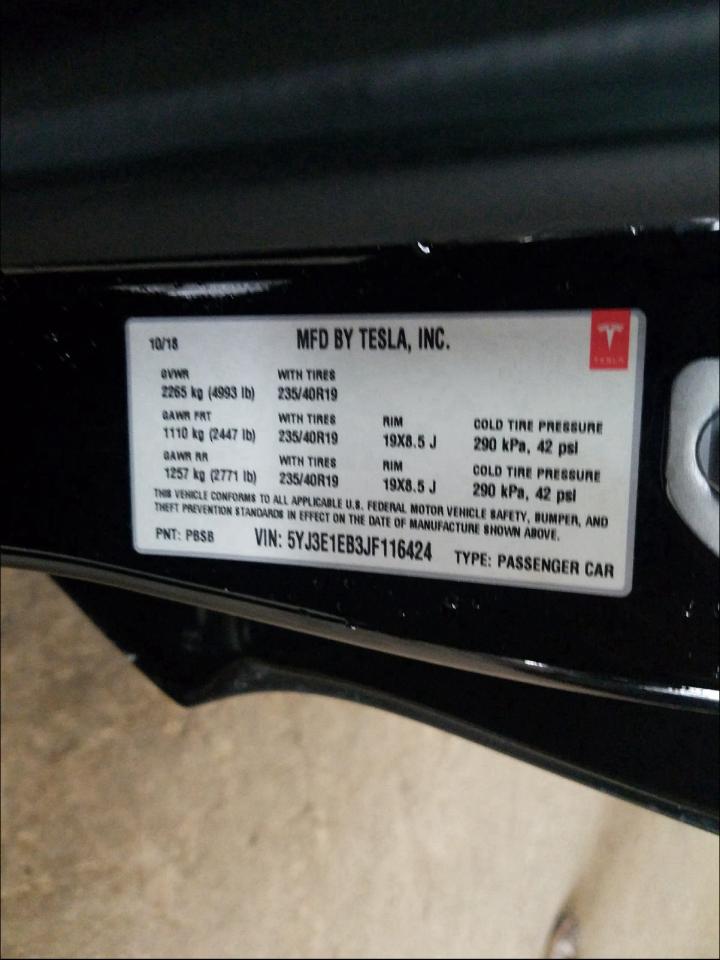 10/18 MFD BY TESLA, INC.
TESLA
GVWR WITH TIRES
2265 kg (4993 lb) 235/40R19
GAWR FRT WITH TIRES RIM COLD TIRE PRESSURE
1110 kg (2447 lb) 235/40R19 19X8.5 J 290 kPa, 42 psi
GAWR RR WITH TIRES RIM COLD TIRE PRESSURE
1257 kg (2771 lb) 235/40R19 19X8.5 J 290 kPa, 42 psi
THIS VEHICLE CONFORMS TO ALL APPLICABLE U.S. FEDERAL MOTOR VEHICLE SAFETY, BUMPER, AND
THEFT PREVENTION STANDARDS IN EFFECT ON THE DATE OF MANUFACTURE SHOWN ABOVE.
PNT: PBSB VIN: 5YJ3E1EB3JF116424 TYPE: PASSENGER CAR